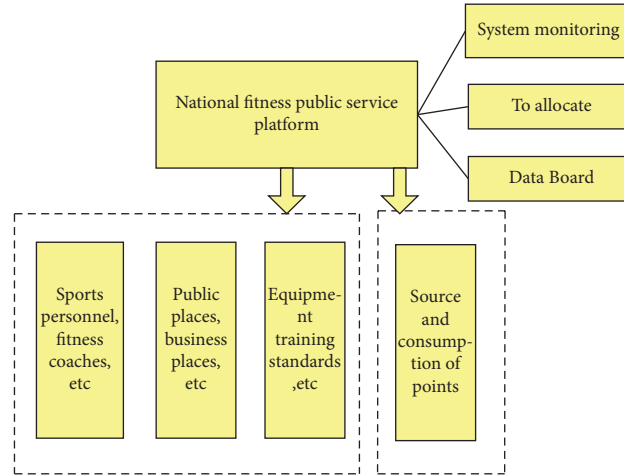 System monitoring
National fitness public service
platform
To allocate
Data Board
Sports
personnel,
fitness
coaches,
etc
Public
places,
business
places,
etc
Equipme-
nt
training
standards
,etc
Source
and
consump-
tion of
points